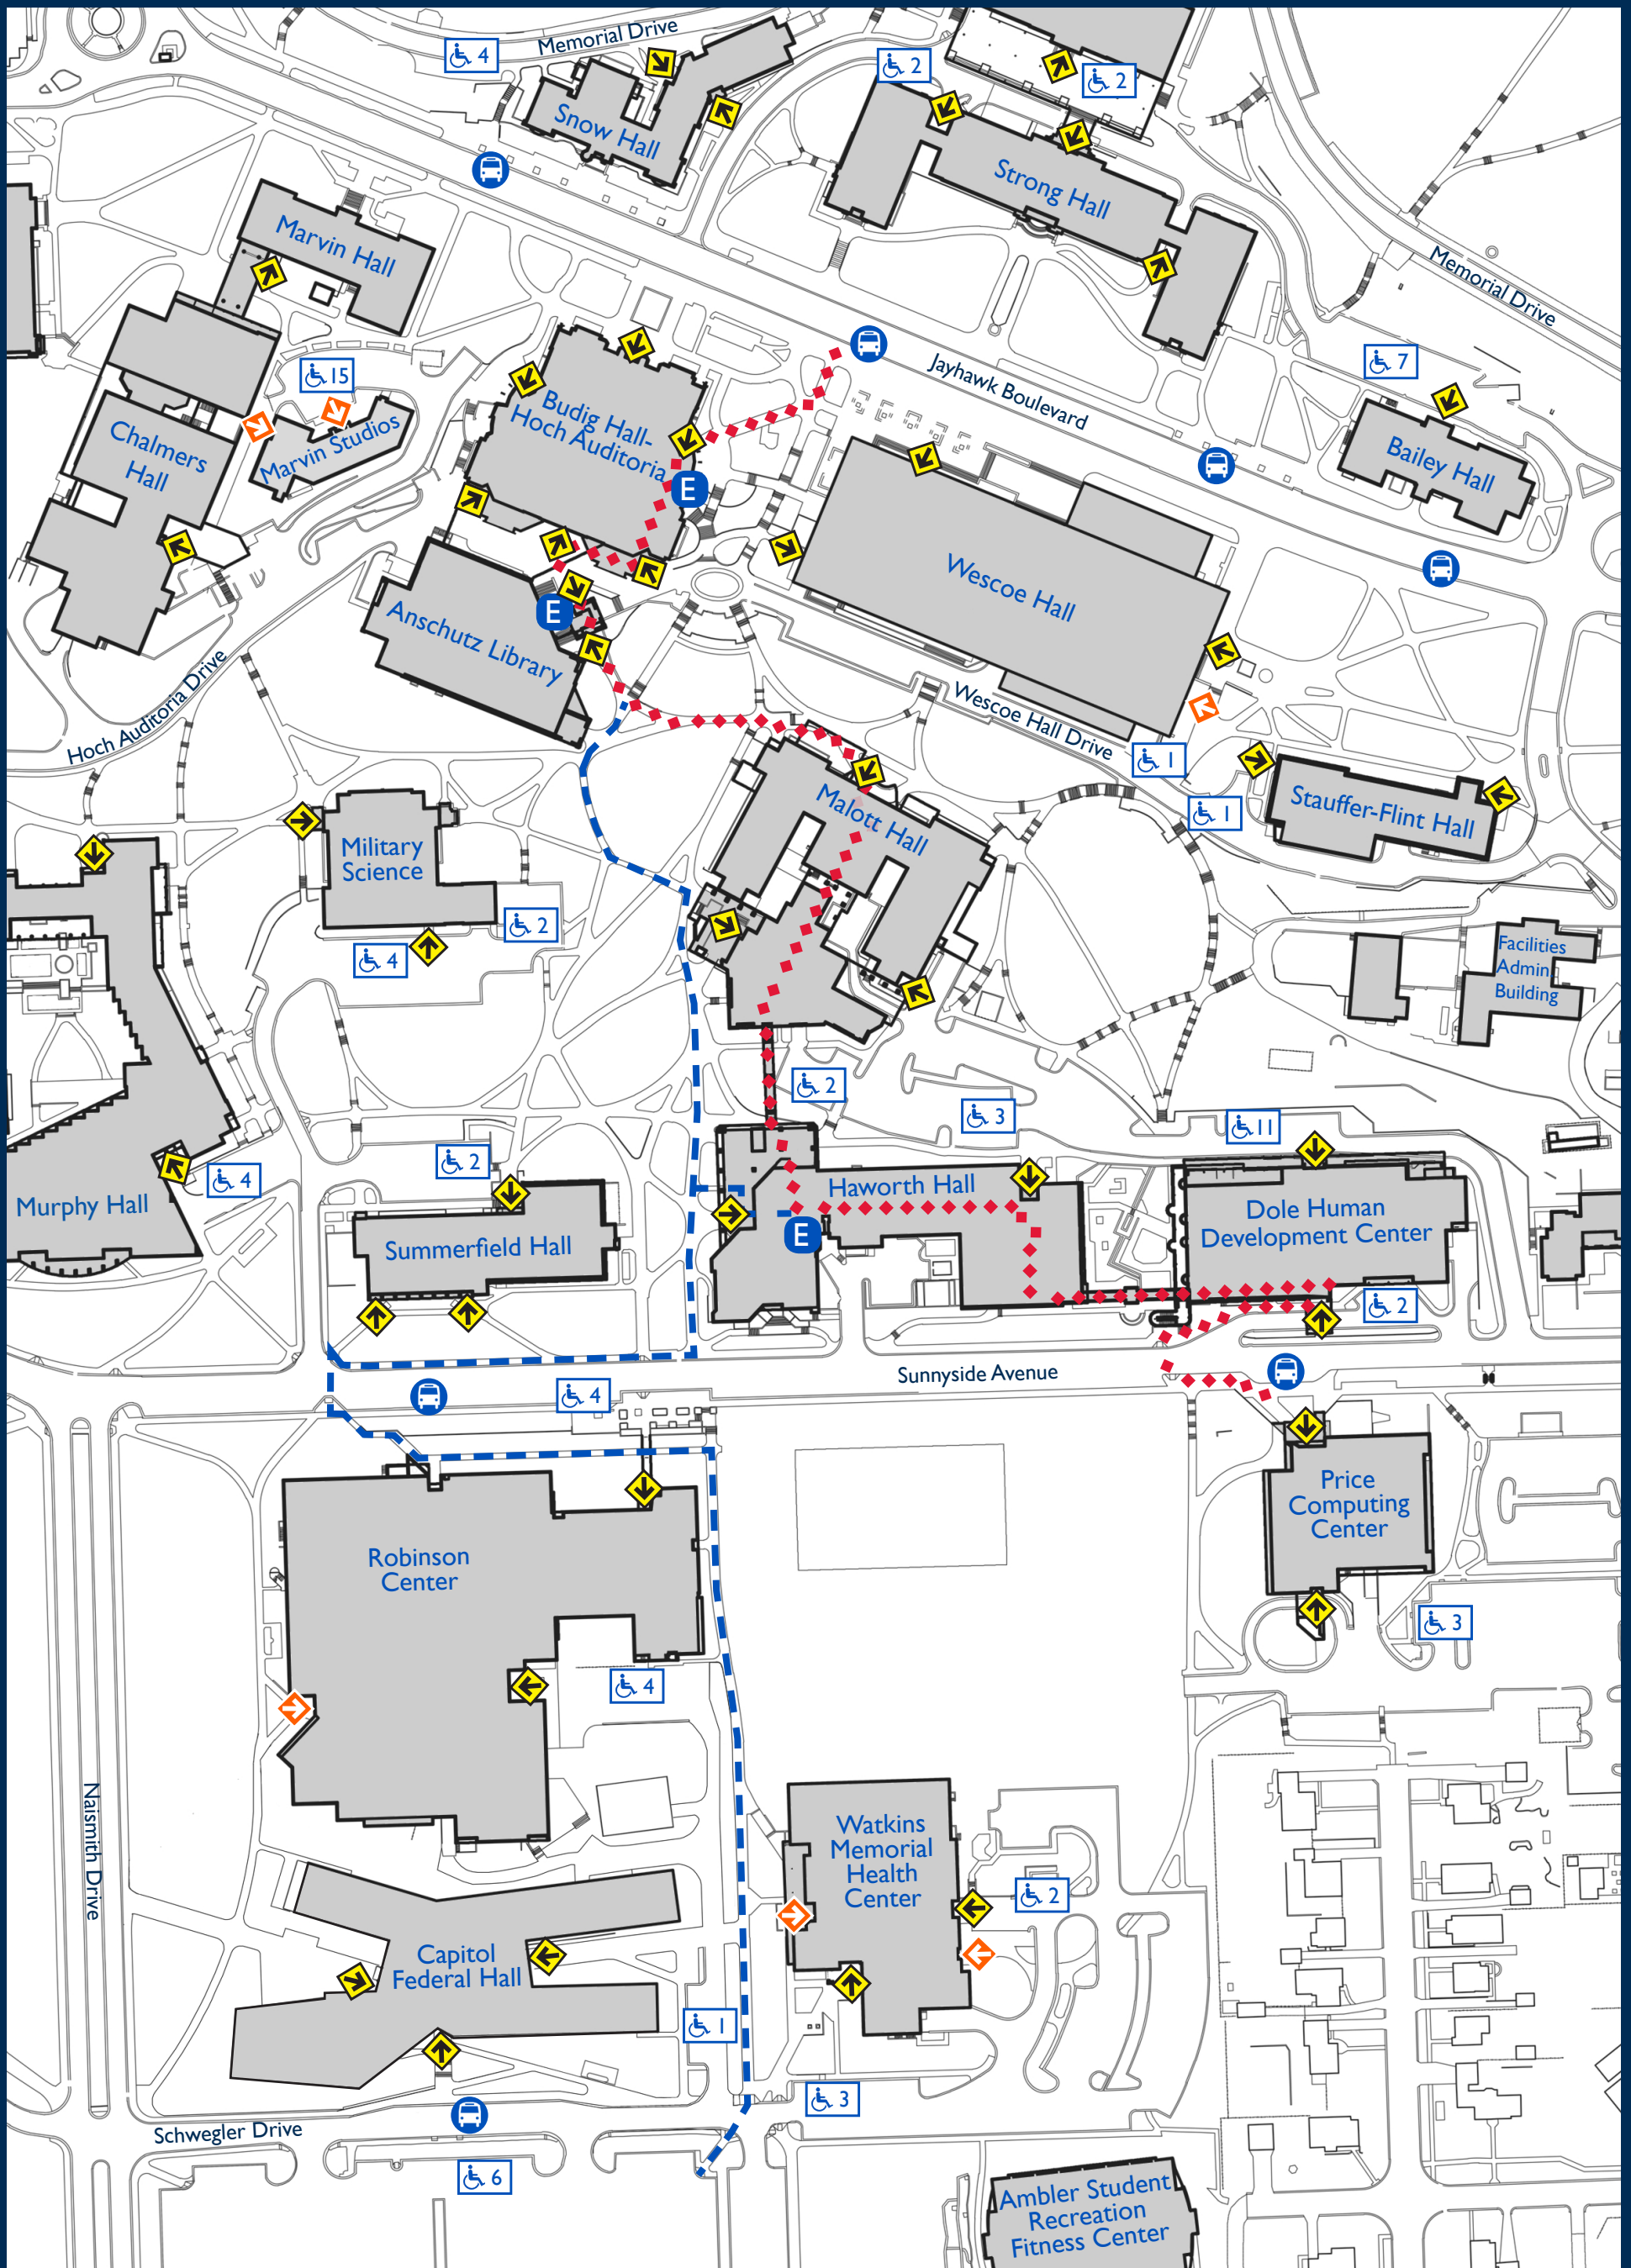 Memorial Drive
4
2
2
Snow Hall
Strong Hall
Marvin Hall
Memorial Drive
Jayhawk Boulevard
7
15
Budig Hall-
Hoch Auditoria
Chalmers
Hall
Marvin Studios
Bailey Hall
E
Wescoe Hall
E
Anschutz Library
Hoch Auditoria Drive
Wescoe Hall Drive
1
1
Malott Hall
Stauffer-Flint Hall
Military
Science
2
4
Facilities
Admin
Building
2
3
11
2
4
Murphy Hall
Haworth Hall
Dole Human
Development Center
Summerfield Hall
E
2
Sunnyside Avenue
4
Price
Computing
Center
Robinson
Center
3
4
Naismith Drive
Watkins
Memorial
Health
Center
2
Capitol
Federal Hall
1
3
Schwegler Drive
6
Ambler Student
Recreation
Fitness Center